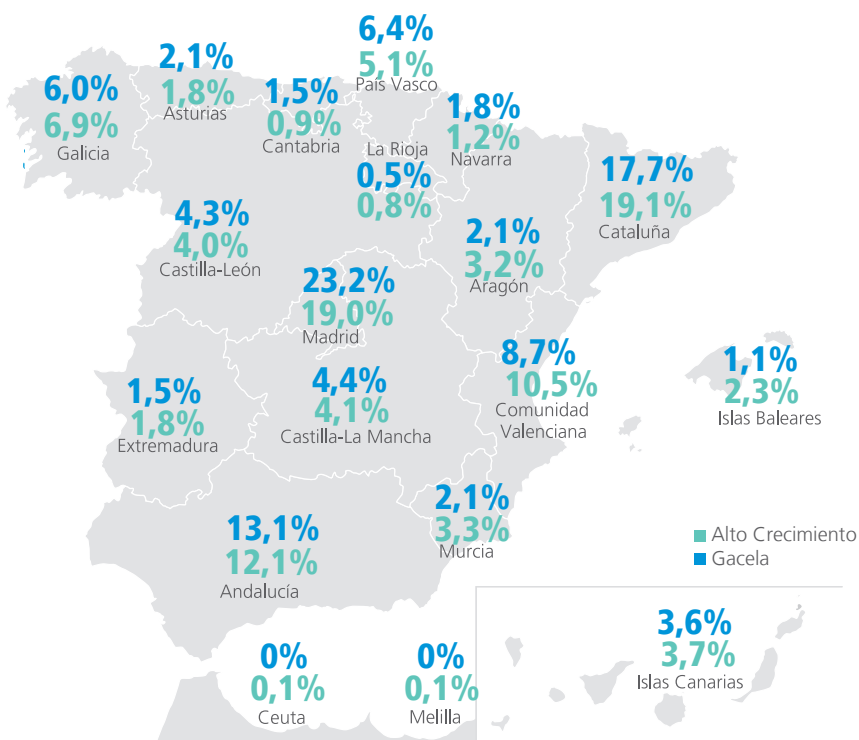 6,4%
5,1%
País Vasco
2,1%
1,8%
Asturias
6,0%
6,9%
Galicia
1,5%
0,9%
Cantabria
1,8%
1,2%
Navarra
La Rioja
0,5%
0,8%
17,7%
19,1%
Cataluña
4,3%
4,0%
Castilla-León
2,1%
3,2%
Aragón
23,2%
19,0%
Madrid
8,7%
10,5%
Comunidad
Valenciana
1,1%
2,3%
Islas Baleares
1,5%
1,8%
Extremadura
4,4%
4,1%
Castilla-La Mancha
2,1%
3,3%
Murcia
13,1%
12,1%
Andalucía
Alto Crecimiento
Gacela
3,6%
3,7%
Islas Canarias
0%
0,1%
Ceuta
0%
0,1%
Melilla